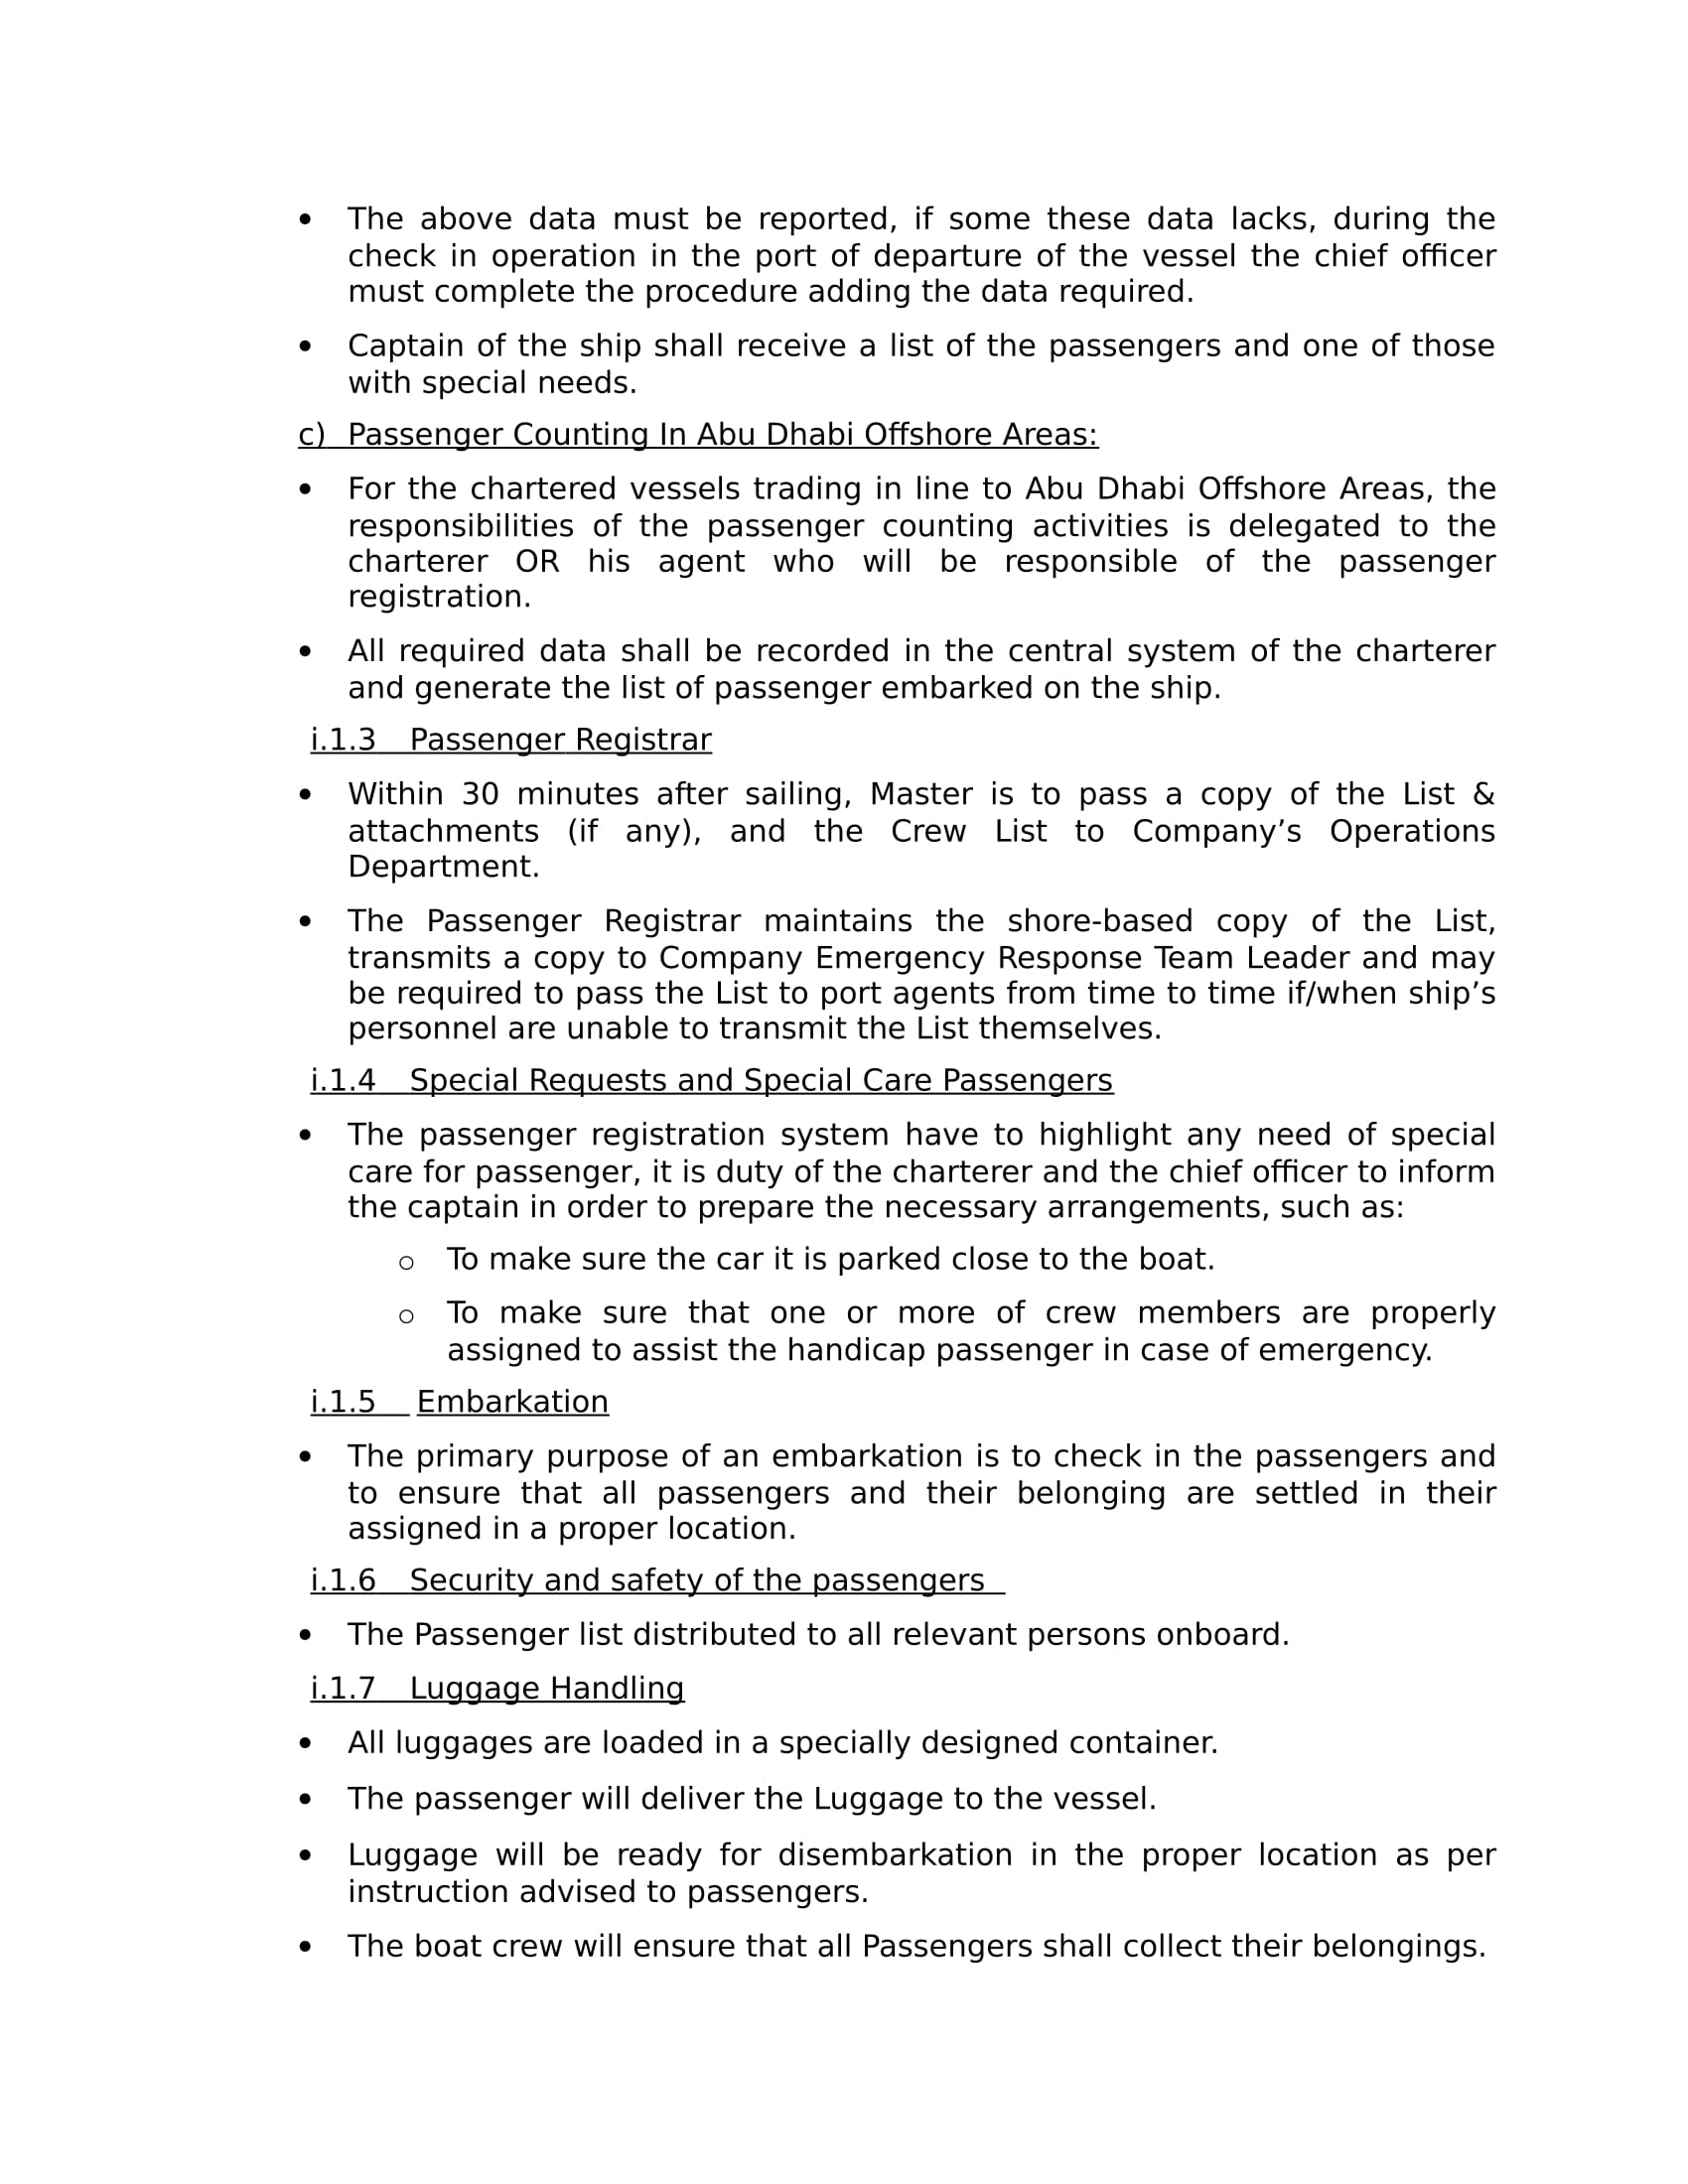 • The above data must be reported, if some these data lacks, during the
check in operation in the port of departure of the vessel the chief officer
must complete the procedure adding the data required.
• Captain of the ship shall receive a list of the passengers and one of those
with special needs.
c) Passenger Counting In Abu Dhabi Offshore Areas:
• For the chartered vessels trading in line to Abu Dhabi Offshore Areas, the
responsibilities of the passenger counting activities is delegated to the
charterer OR his agent who will be responsible of the passenger
registration.
• All required data shall be recorded in the central system of the charterer
and generate the list of passenger embarked on the ship.
i.1.3 Passenger Registrar
• Within 30 minutes after sailing, Master is to pass a copy of the List &
attachments (if any), and the Crew List to Company’s Operations
Department.
• The Passenger Registrar maintains the shore-based copy of the List,
transmits a copy to Company Emergency Response Team Leader and may
be required to pass the List to port agents from time to time if/when ship’s
personnel are unable to transmit the List themselves.
i.1.4 Special Requests and Special Care Passengers
• The passenger registration system have to highlight any need of special
care for passenger, it is duty of the charterer and the chief officer to inform
the captain in order to prepare the necessary arrangements, such as:
○ To make sure the car it is parked close to the boat.
○ To make sure that one or more of crew members are properly
assigned to assist the handicap passenger in case of emergency.
i.1.5 Embarkation
• The primary purpose of an embarkation is to check in the passengers and
to ensure that all passengers and their belonging are settled in their
assigned in a proper location.
i.1.6 Security and safety of the passengers
• The Passenger list distributed to all relevant persons onboard.
i.1.7 Luggage Handling
• All luggages are loaded in a specially designed container.
• The passenger will deliver the Luggage to the vessel.
• Luggage will be ready for disembarkation in the proper location as per
instruction advised to passengers.
• The boat crew will ensure that all Passengers shall collect their belongings.